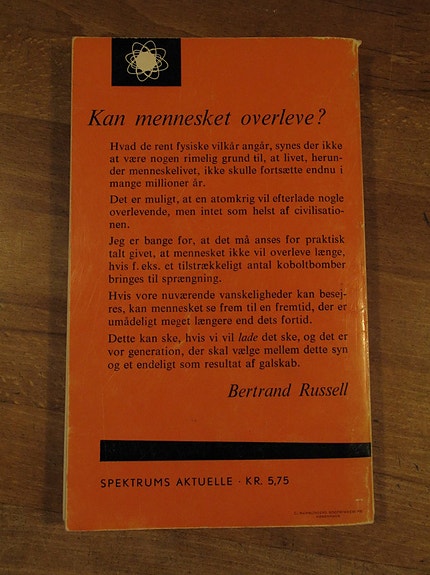 Kan mennesket overleve?
Hvad de rent fysiske vilkår angår, synes der ikke
at være nogen rimelig grund til, at livet, herun-
der menneskelivet, ikke skulle fortsætte endnu i
mange millioner år.
Det er muligt, at en atomkrig vil efterlade nogle
overlevende, men intet som helst af civilisatio-
nen.
Jeg er bange for, at det må anses for praktisk
talt givet, at mennesket ikke vil overleve længe,
hvis f. eks. et tilstrækkeligt antal koboltbomber
bringes til sprængning.
Hvis vore nuværende vanskeligheder kan besej-
res, kan mennesket se frem til en fremtid, der er
umådeligt meget længere end dets fortid.
Dette kan ske, hvis vi vil lade det ske, og det er
vor generation, der skal vælge mellem dette syn
og et endeligt som resultat af galskab.
Bertrand Russell
SPEKTRUMS AKTUELLE · KR. 5,75